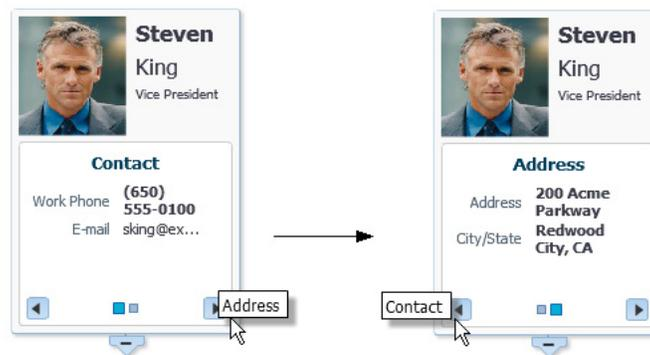 Steven
King
Vice President
Contact
Work Phone (650)
555-0100
E-mail sking@ex...
Address
Steven
King
Vice President
Address
Address 200 Acme
Parkway
City/State Redwood
City, CA
Contact